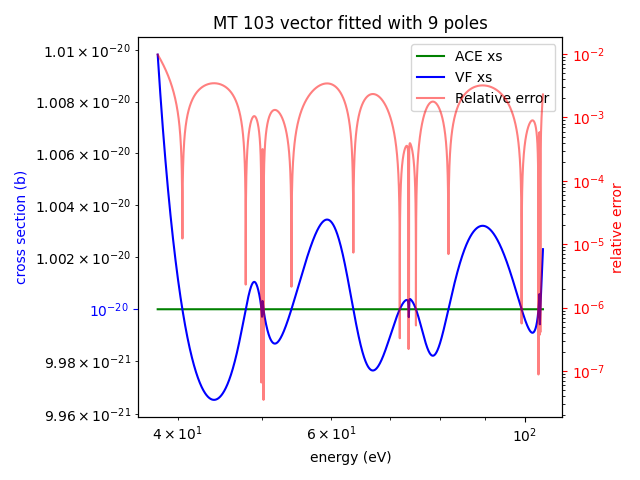 MT 103 vector fitted with 9 poles
ACE xs
VF xs
Relative error
1.01 × 10⁻²⁰
1.008 × 10⁻²⁰
1.006 × 10⁻²⁰
1.004 × 10⁻²⁰
1.002 × 10⁻²⁰
10⁻²⁰
9.98 × 10⁻²¹
9.96 × 10⁻²¹
cross section (b)
10⁻²
10⁻³
10⁻⁴
10⁻⁵
10⁻⁶
10⁻⁷
relative error
4 × 10¹ 6 × 10¹ 10²
energy (eV)